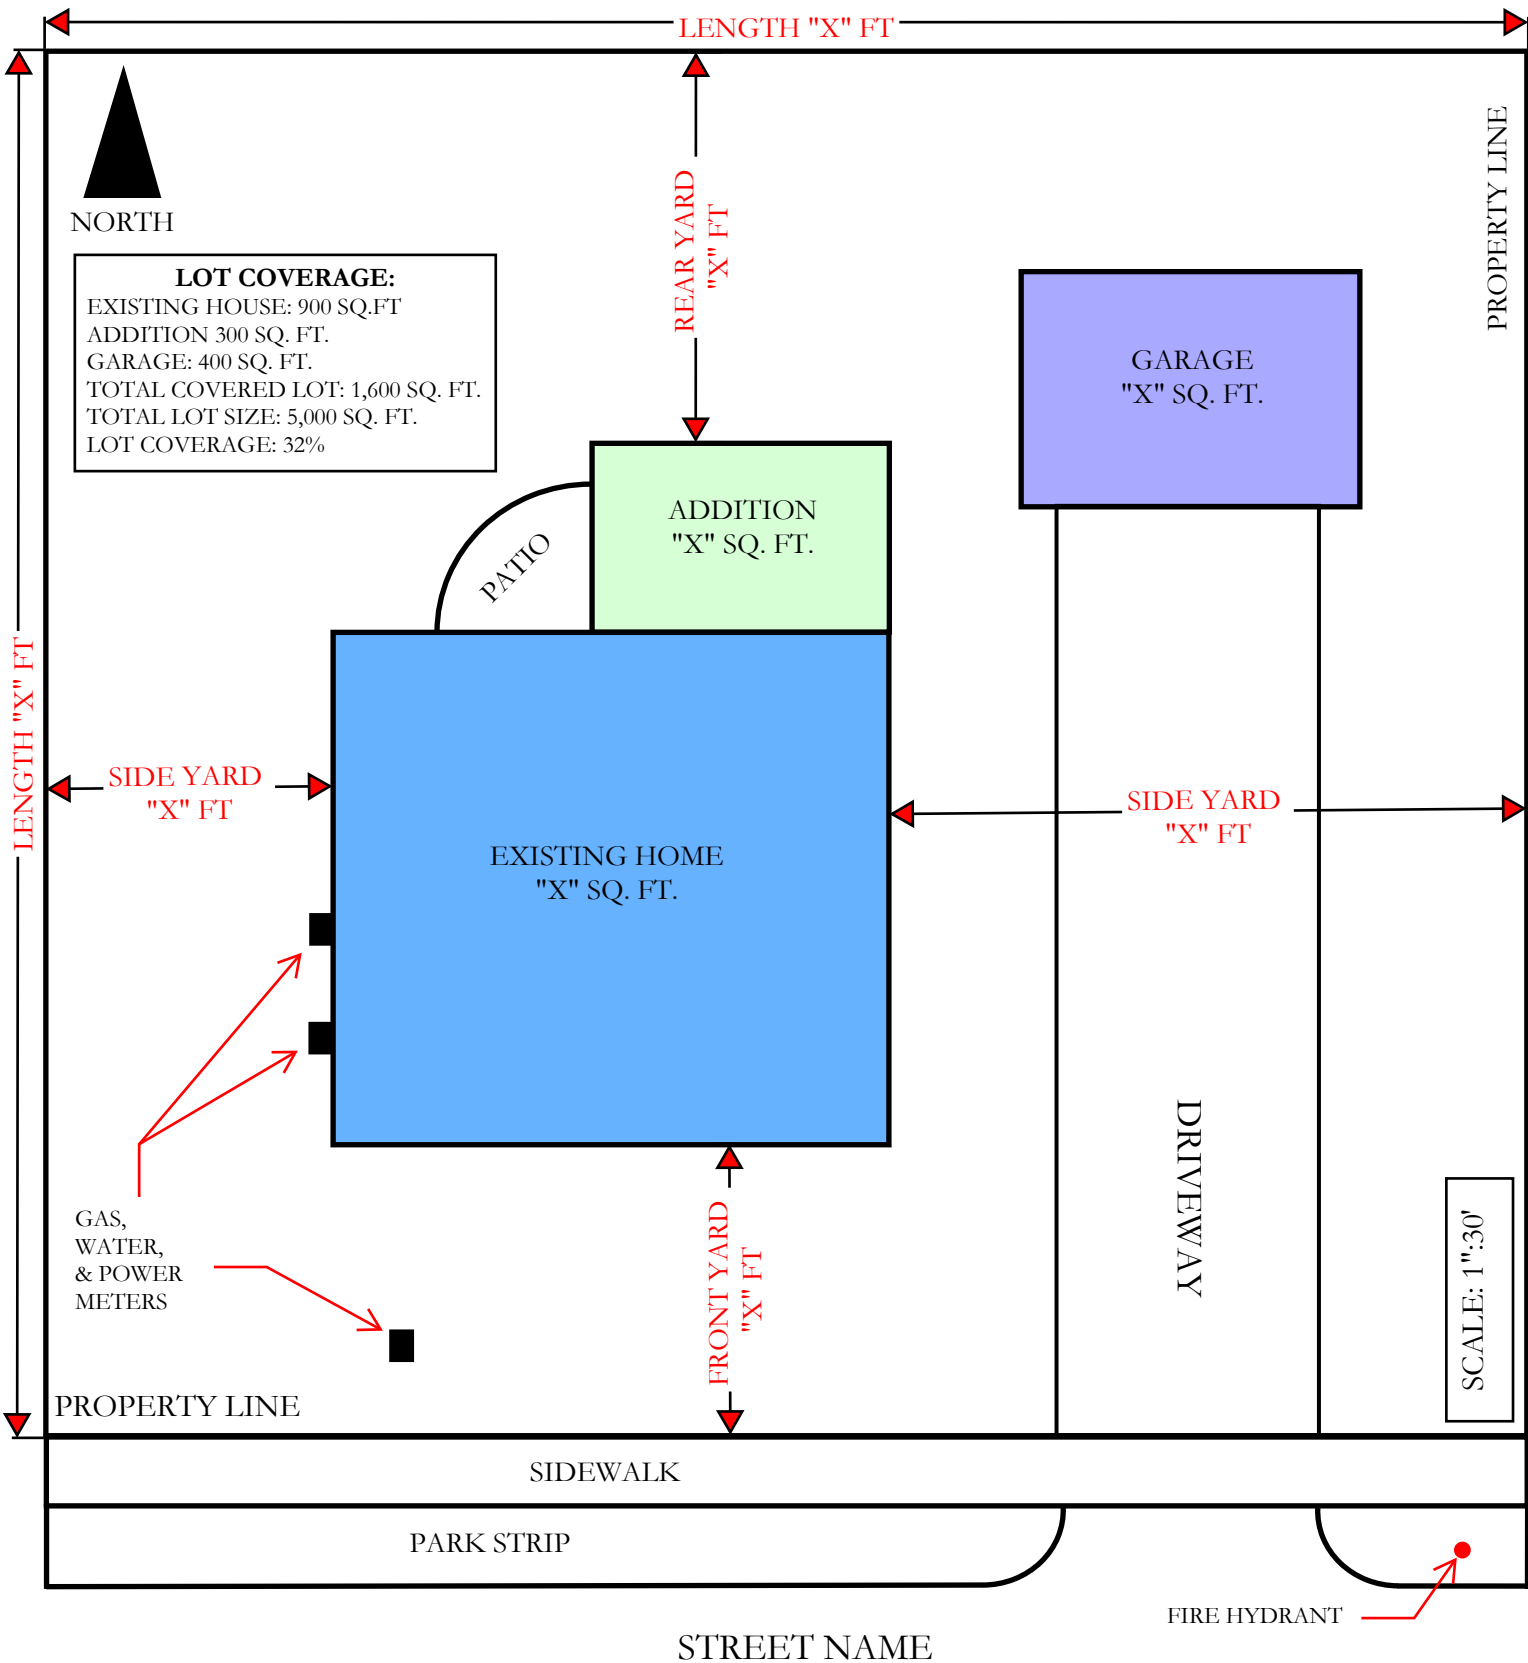 LENGTH "X" FT
NORTH
PROPERTY LINE
REAR YARD
"X" FT
LOT COVERAGE:
EXISTING HOUSE: 900 SQ.FT
ADDITION 300 SQ. FT.
GARAGE: 400 SQ. FT.
TOTAL COVERED LOT: 1,600 SQ. FT.
TOTAL LOT SIZE: 5,000 SQ. FT.
LOT COVERAGE: 32%
GARAGE
"X" SQ. FT.
ADDITION
"X" SQ. FT.
PATIO
LENGTH "X" FT
SIDE YARD
"X" FT
SIDE YARD
"X" FT
EXISTING HOME
"X" SQ. FT.
DRIVEWAY
GAS,
WATER,
& POWER
METERS
FRONT YARD
"X" FT
SCALE: 1":30'
PROPERTY LINE
SIDEWALK
PARK STRIP
FIRE HYDRANT
STREET NAME